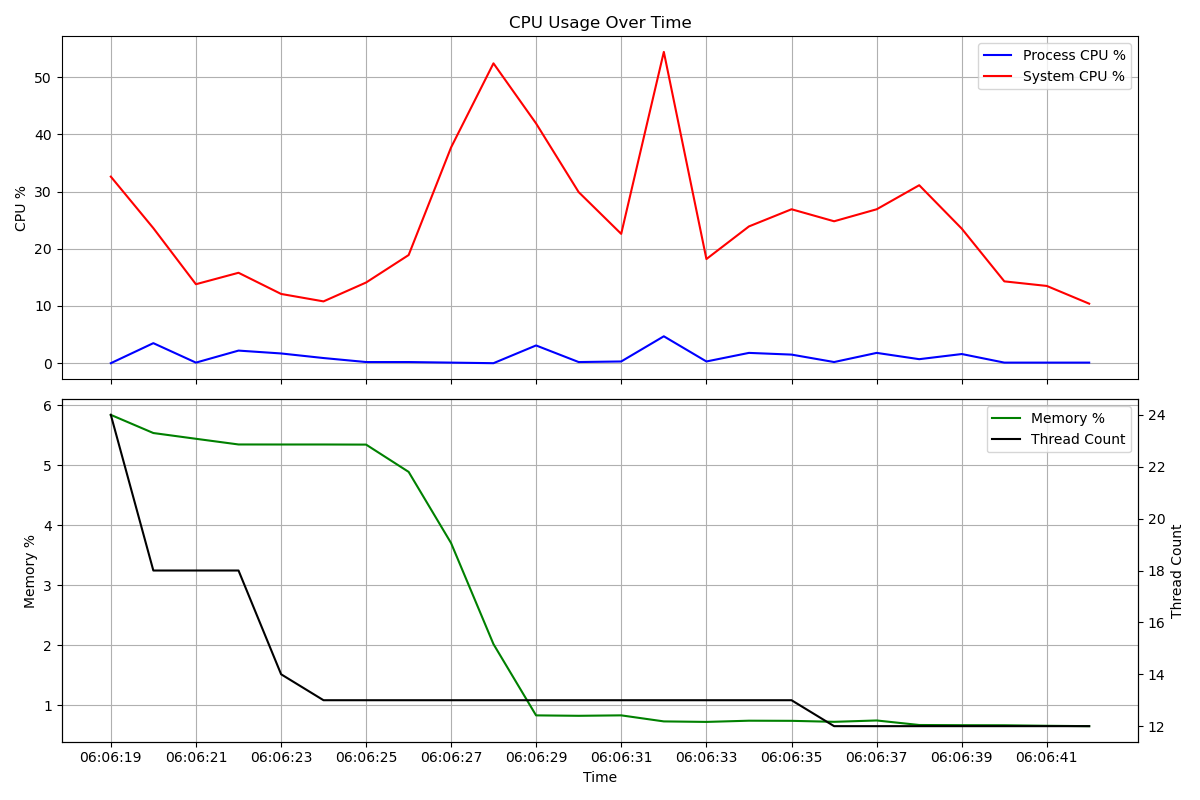 CPU Usage Over Time
Process CPU %
System CPU %
CPU %
50
40
30
20
10
0
Memory %
Thread Count
Memory %
6
5
4
3
2
1
24
22
20
18
16
14
12
Thread Count
06:06:19 06:06:21 06:06:23 06:06:25 06:06:27 06:06:29 06:06:31 06:06:33 06:06:35 06:06:37 06:06:39 06:06:41
Time